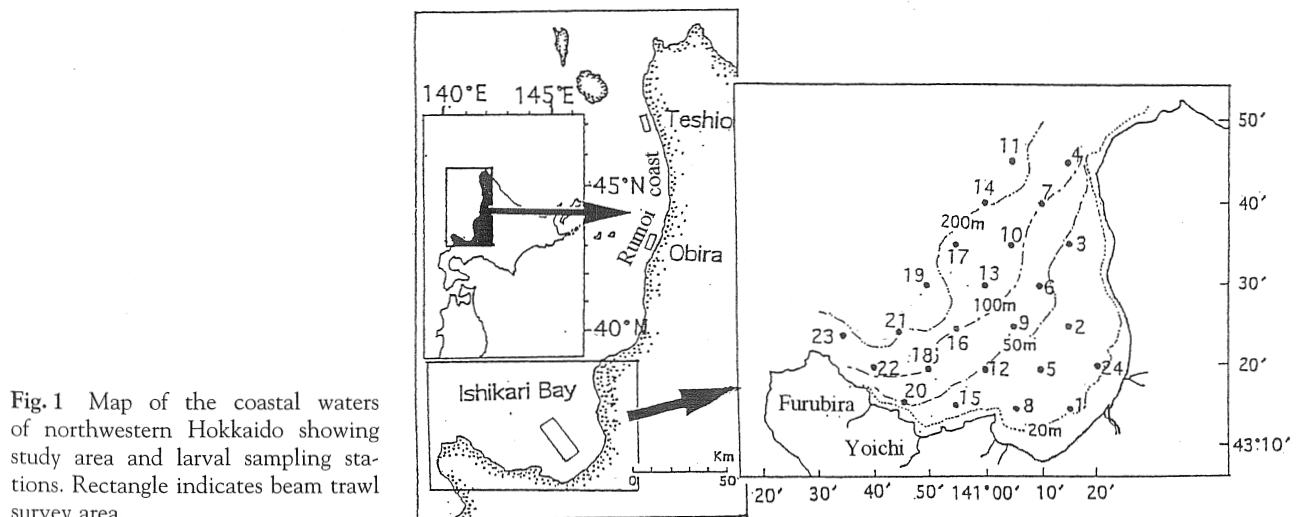 140°E 145°E
Teshio
Rumoi coast
45°N
Obira
40°N
Ishikari Bay
Km
0 50
11 4
14 7
200m
10 3
17
19 13 6
100m
21 9 2
23 16 50m
18
22 12 5 24
20 15 8 1
20m
Furubira
Yoichi
50′
40′
30′
20′
43°10′
20′ 30′ 40′ 50′ 141°00′ 10′ 20′
Fig. 1 Map of the coastal waters
of northwestern Hokkaido showing
study area and larval sampling sta-
tions. Rectangle indicates beam trawl
survey area